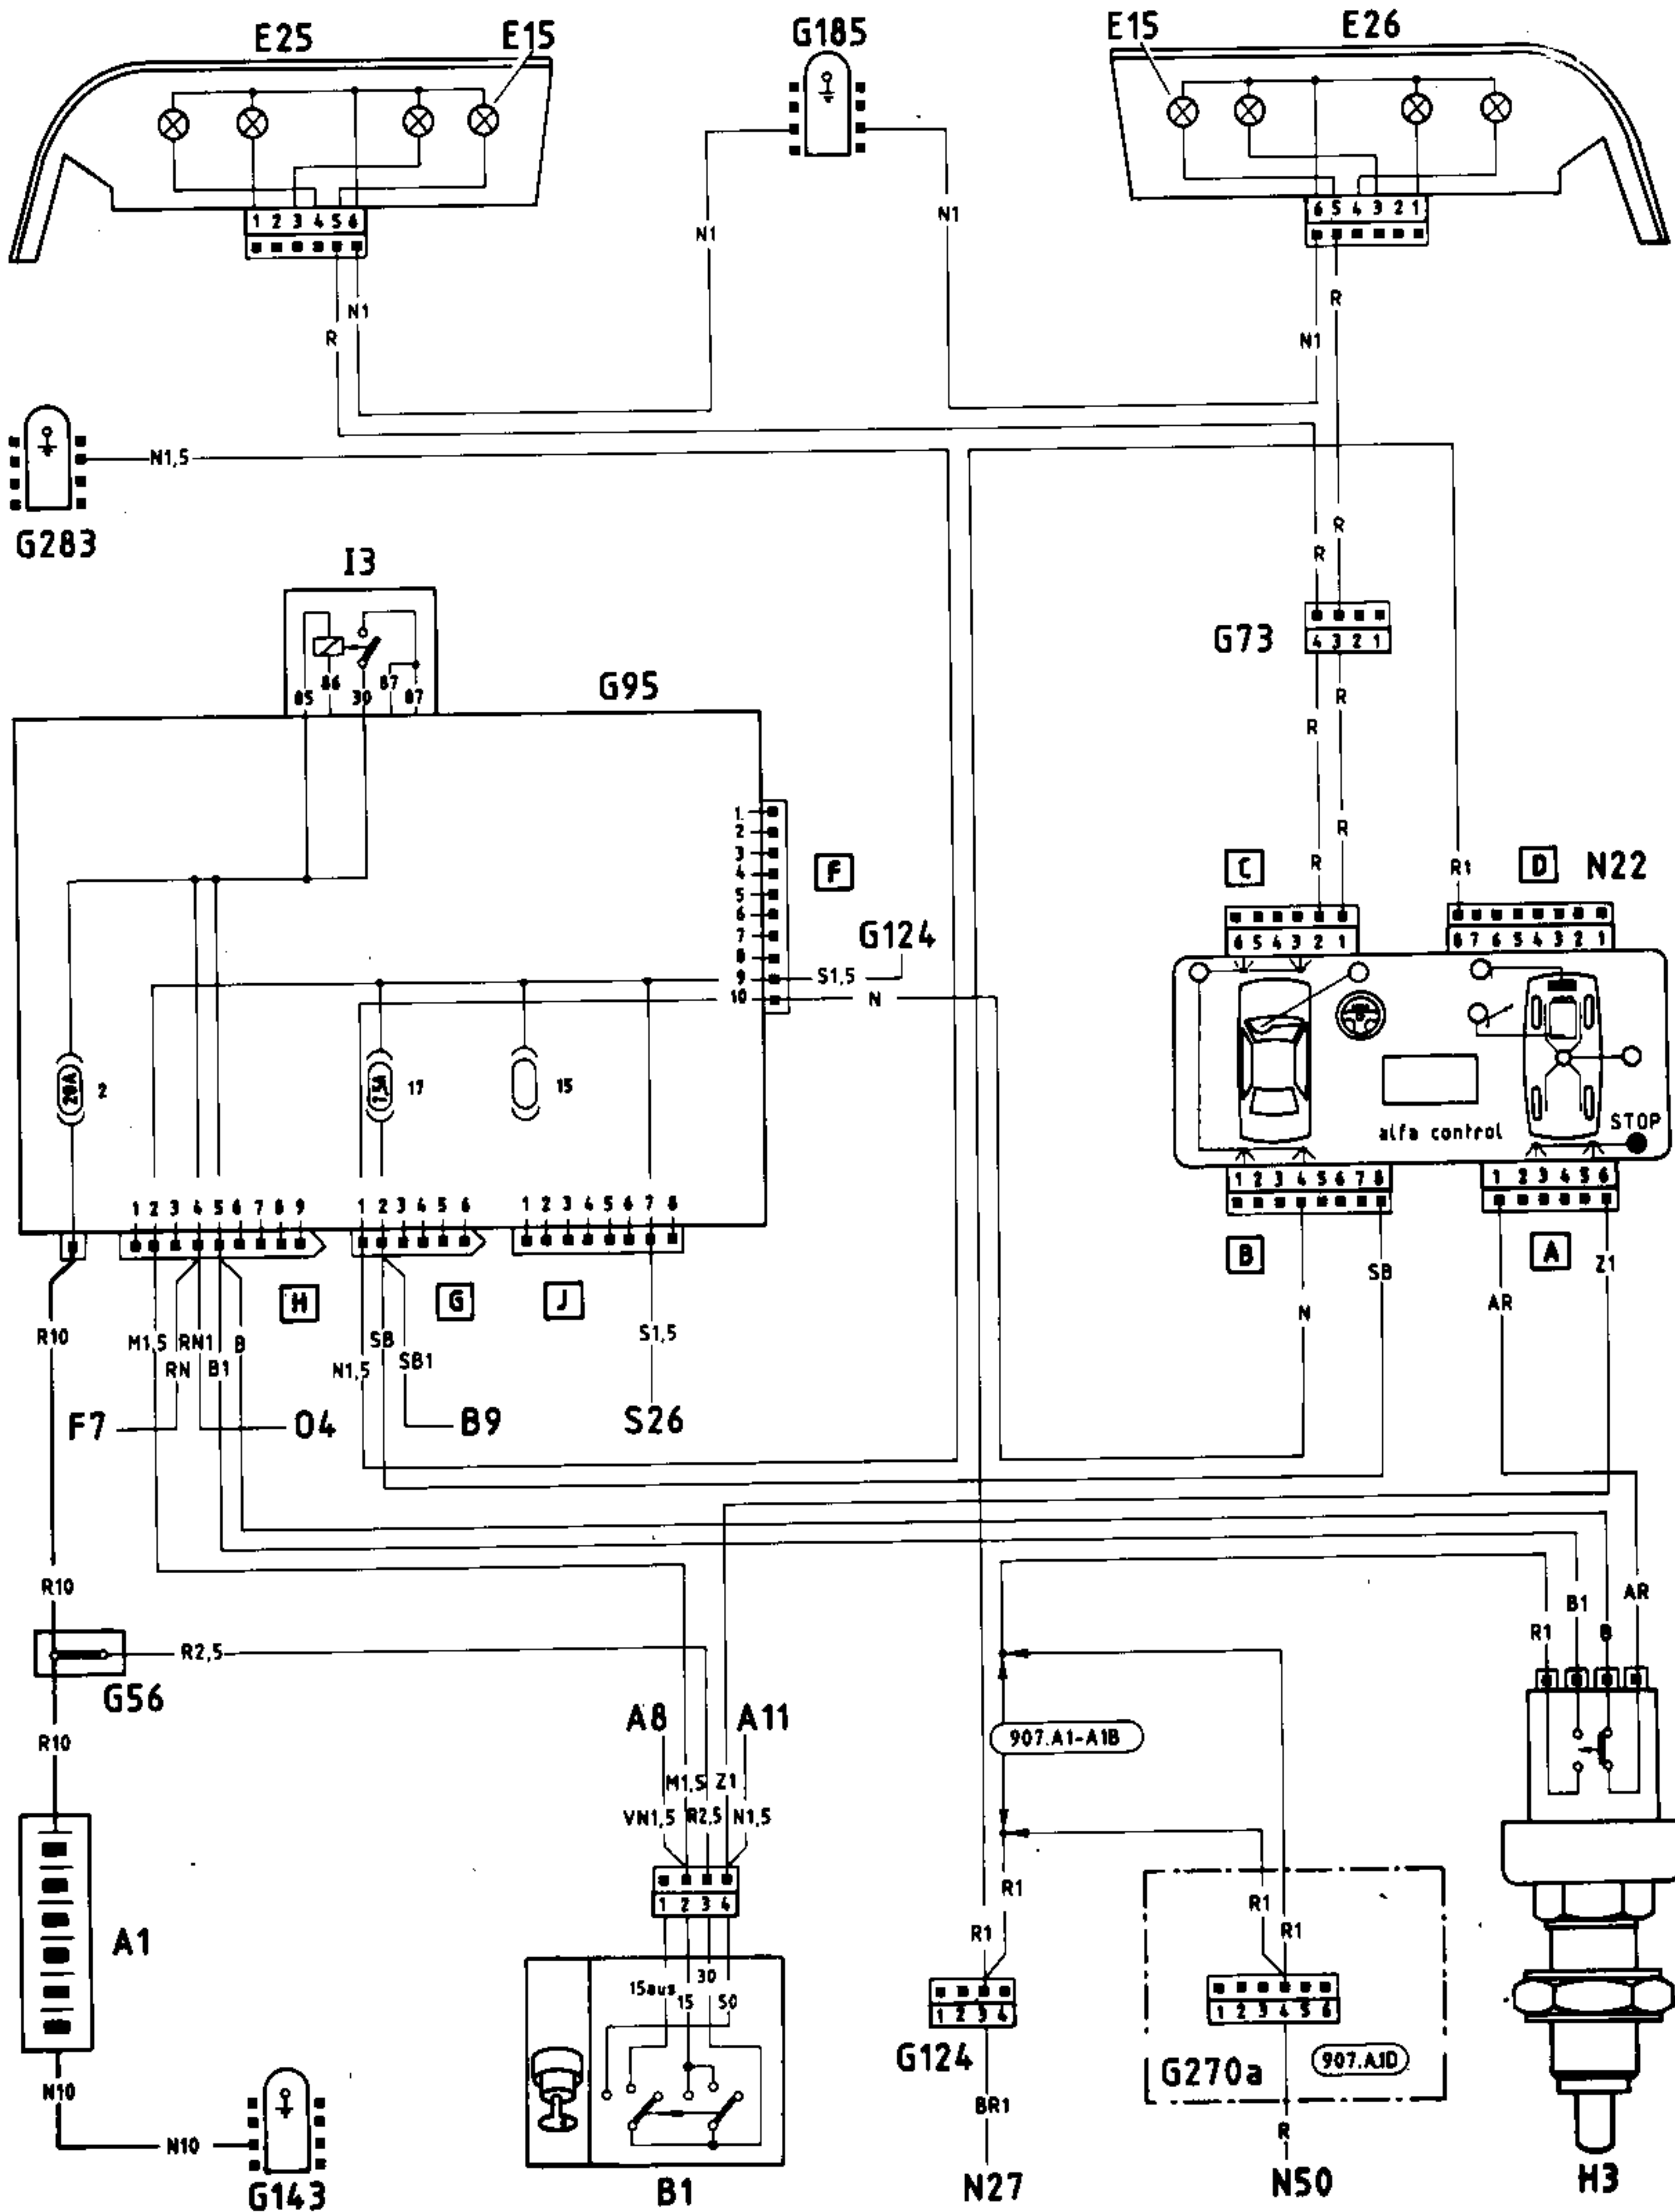 E25 E15 G185 E15 E26
1 2 3 4 5 6
6 5 4 3 2 1
N1 N1
N1 R
R N1
N1,5
G283
I3
R
R
G73
4 3 2 1
85 86 30 87 87
G95
R
R
1
2
3
4
5
6
7
8
9
10
F
G124
S1,5
N
R
R
R1
C D N22
6 5 4 3 2 1
8 7 6 5 4 3 2 1
20A 2
7,5A 17
15
alfa control
STOP
1 2 3 4 5 6 7 8 9
1 2 3 4 5 6
1 2 3 4 5 6 7 8
1 2 3 4 5 6 7 8
1 2 3 4 5 6
H G J
B A
SB Z1
N AR
R10
M1,5 RN1 B
RN B1
N1,5 SB SB1
S1,5
F7 O4 B9 S26
R10
R2,5
G56
R10
A8 A11
M1,5 Z1
VN1,5 R2,5 N1,5
1 2 3 4
907.A1-A1B
R1 B1 B AR
A1
15aus 15 30 50
R1 R1
R1 R1
1 2 3 4
1 2 3 4 5 6
G124
G270a
907.A1D
BR1
R
N10
N10
G143
B1
N27
N50
H3